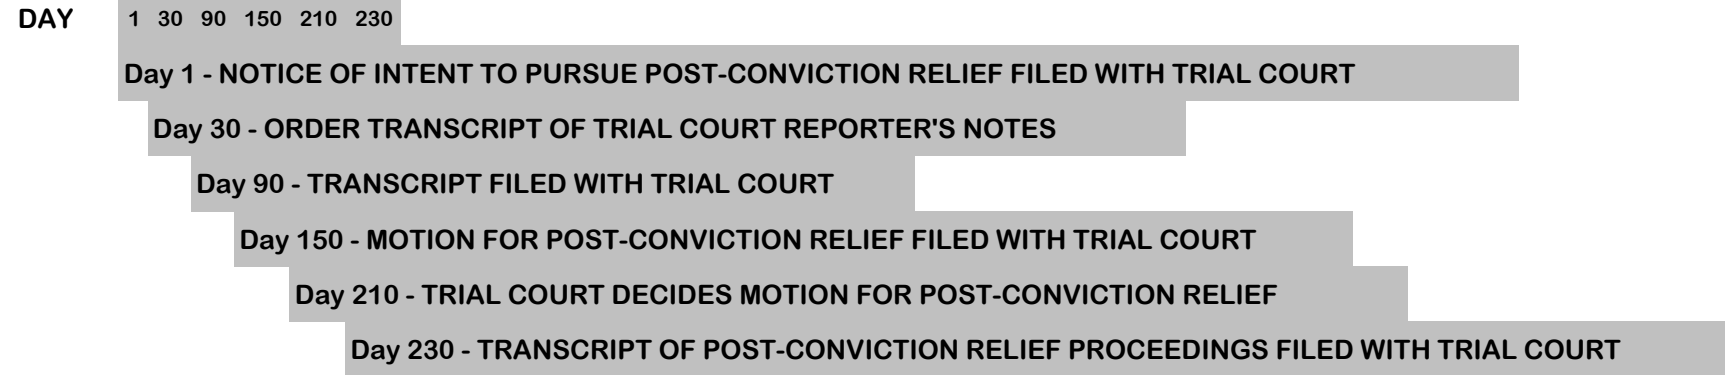 DAY 1 30 90 150 210 230
Day 1 - NOTICE OF INTENT TO PURSUE POST-CONVICTION RELIEF FILED WITH TRIAL COURT
Day 30 - ORDER TRANSCRIPT OF TRIAL COURT REPORTER'S NOTES
Day 90 - TRANSCRIPT FILED WITH TRIAL COURT
Day 150 - MOTION FOR POST-CONVICTION RELIEF FILED WITH TRIAL COURT
Day 210 - TRIAL COURT DECIDES MOTION FOR POST-CONVICTION RELIEF
Day 230 - TRANSCRIPT OF POST-CONVICTION RELIEF PROCEEDINGS FILED WITH TRIAL COURT